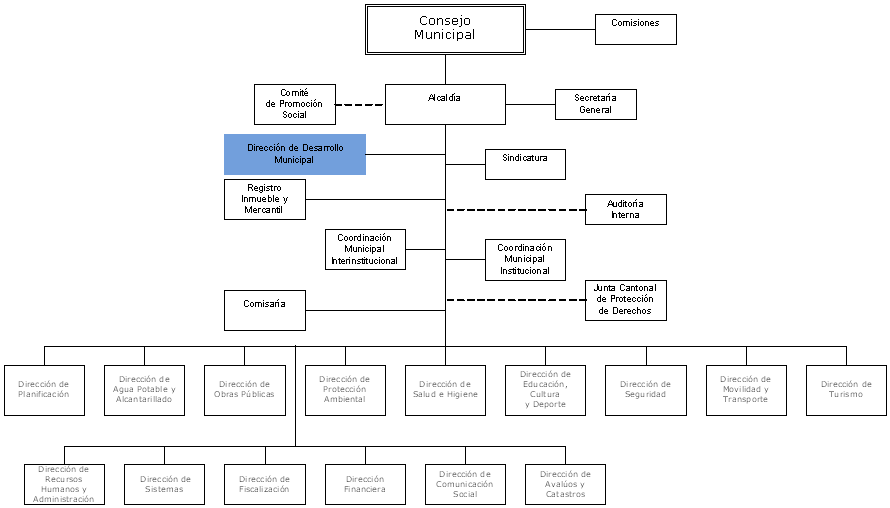 Consejo
Municipal
Comisiones
Comité
de Promoción
Social
Alcaldía
Secretaría
General
Dirección de Desarrollo
Municipal
Sindicatura
Registro
Inmueble y
Mercantil
Auditoría
Interna
Coordinación
Municipal
Interinstitucional
Coordinación
Municipal
Institucional
Comisaría
Junta Cantonal
de Protección
de Derechos
Dirección de
Planificación
Dirección de
Agua Potable y
Alcantarillado
Dirección de
Obras Públicas
Dirección de
Protección
Ambiental
Dirección de
Salud e Higiene
Dirección de
Educación,
Cultura
y Deporte
Dirección de
Seguridad
Dirección de
Movilidad y
Transporte
Dirección de
Turismo
Dirección de
Recursos
Humanos y
Administración
Dirección de
Sistemas
Dirección de
Fiscalización
Dirección
Financiera
Dirección de
Comunicación
Social
Dirección de
Avalúos y
Catastros